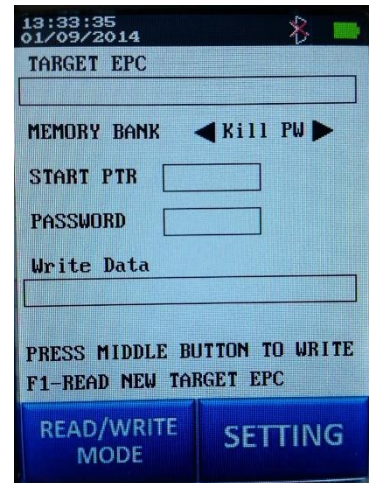 13:33:35
01/09/2014
TARGET EPC
MEMORY BANK ◀Kill PW▶
START PTR
PASSWORD
Write Data
PRESS MIDDLE BUTTON TO WRITE
F1-READ NEW TARGET EPC
READ/WRITE MODE
SETTING